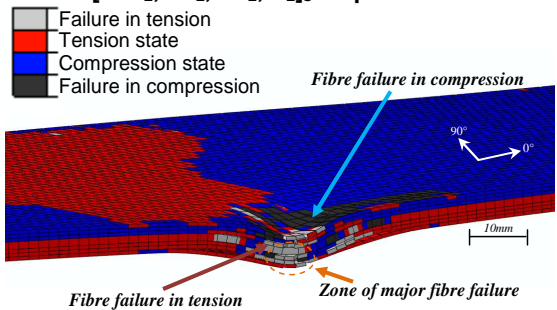 Failure in tension
Tension state
Compression state
Failure in compression
Fibre failure in compression
90°
0°
10mm
Fibre failure in tension
Zone of major fibre failure